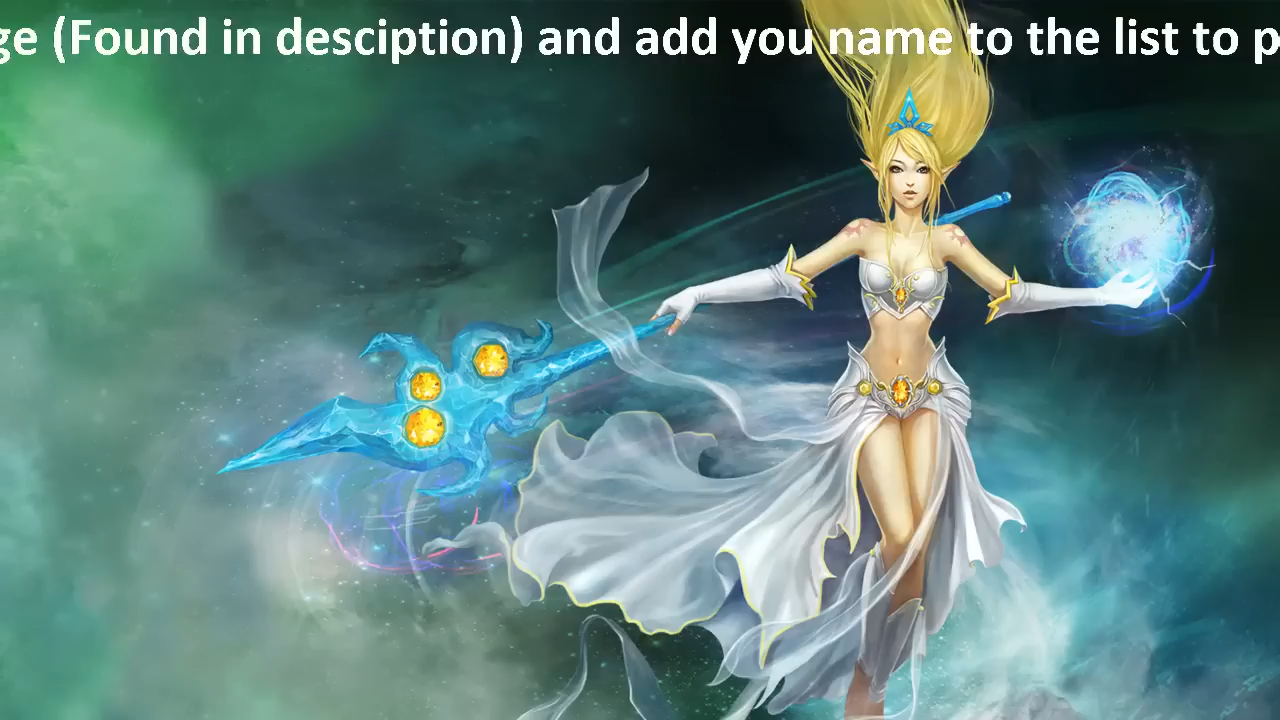 ge (Found in desciption) and add you name to the list to p